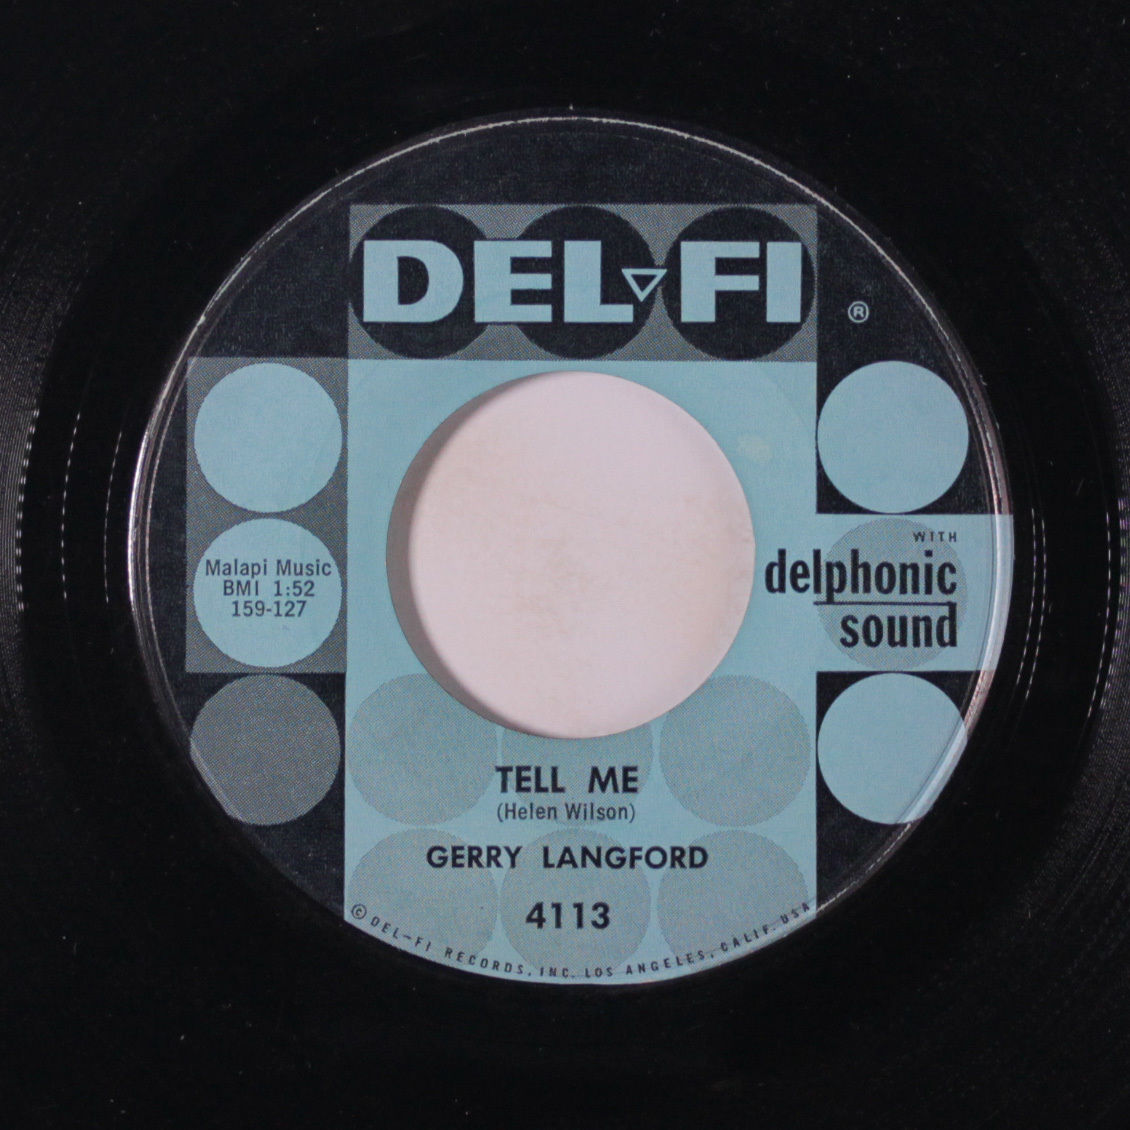 DEL-FI
®
WITH
delphonic
sound
Malapi Music
BMI 1:52
159-127
TELL ME
(Helen Wilson)
GERRY LANGFORD
4113
© DEL-FI RECORDS, INC. LOS ANGELES, CALIF. USA